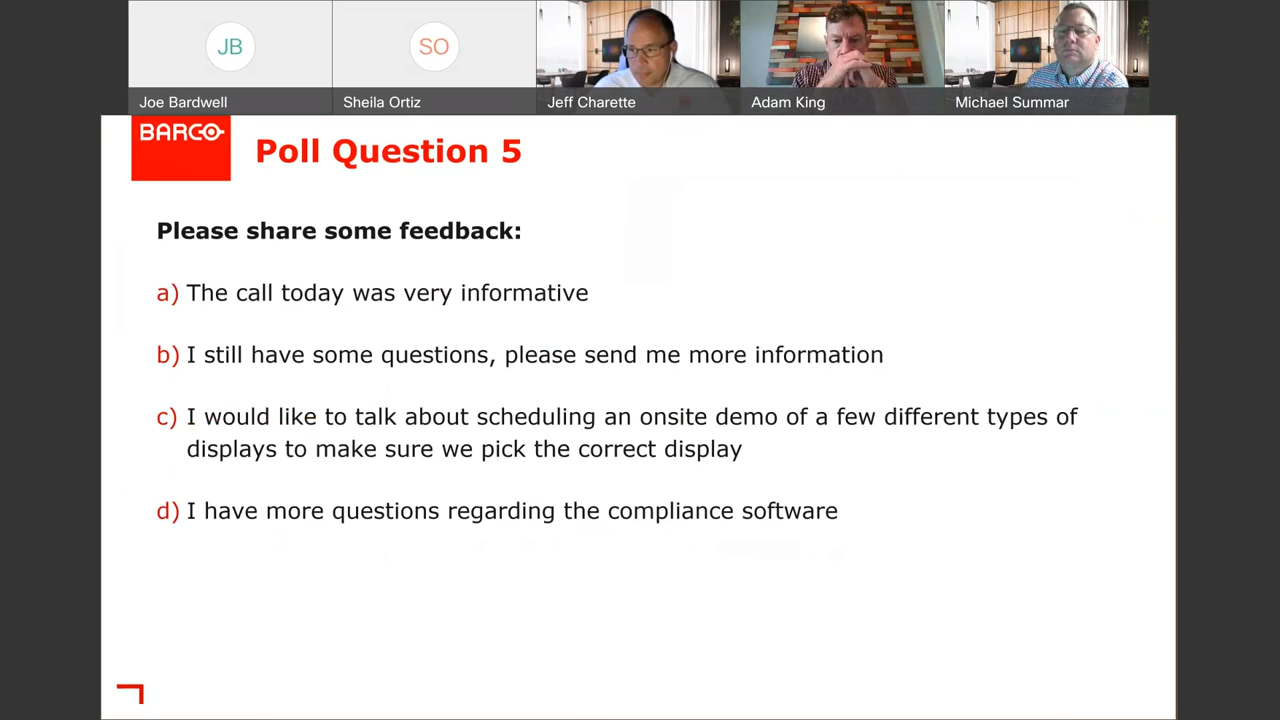 JB
SO
Joe Bardwell
Sheila Ortiz
Jeff Charette
Adam King
Michael Summar
BARCO
Poll Question 5
Please share some feedback:
a) The call today was very informative
b) I still have some questions, please send me more information
c) I would like to talk about scheduling an onsite demo of a few different types of
displays to make sure we pick the correct display
d) I have more questions regarding the compliance software